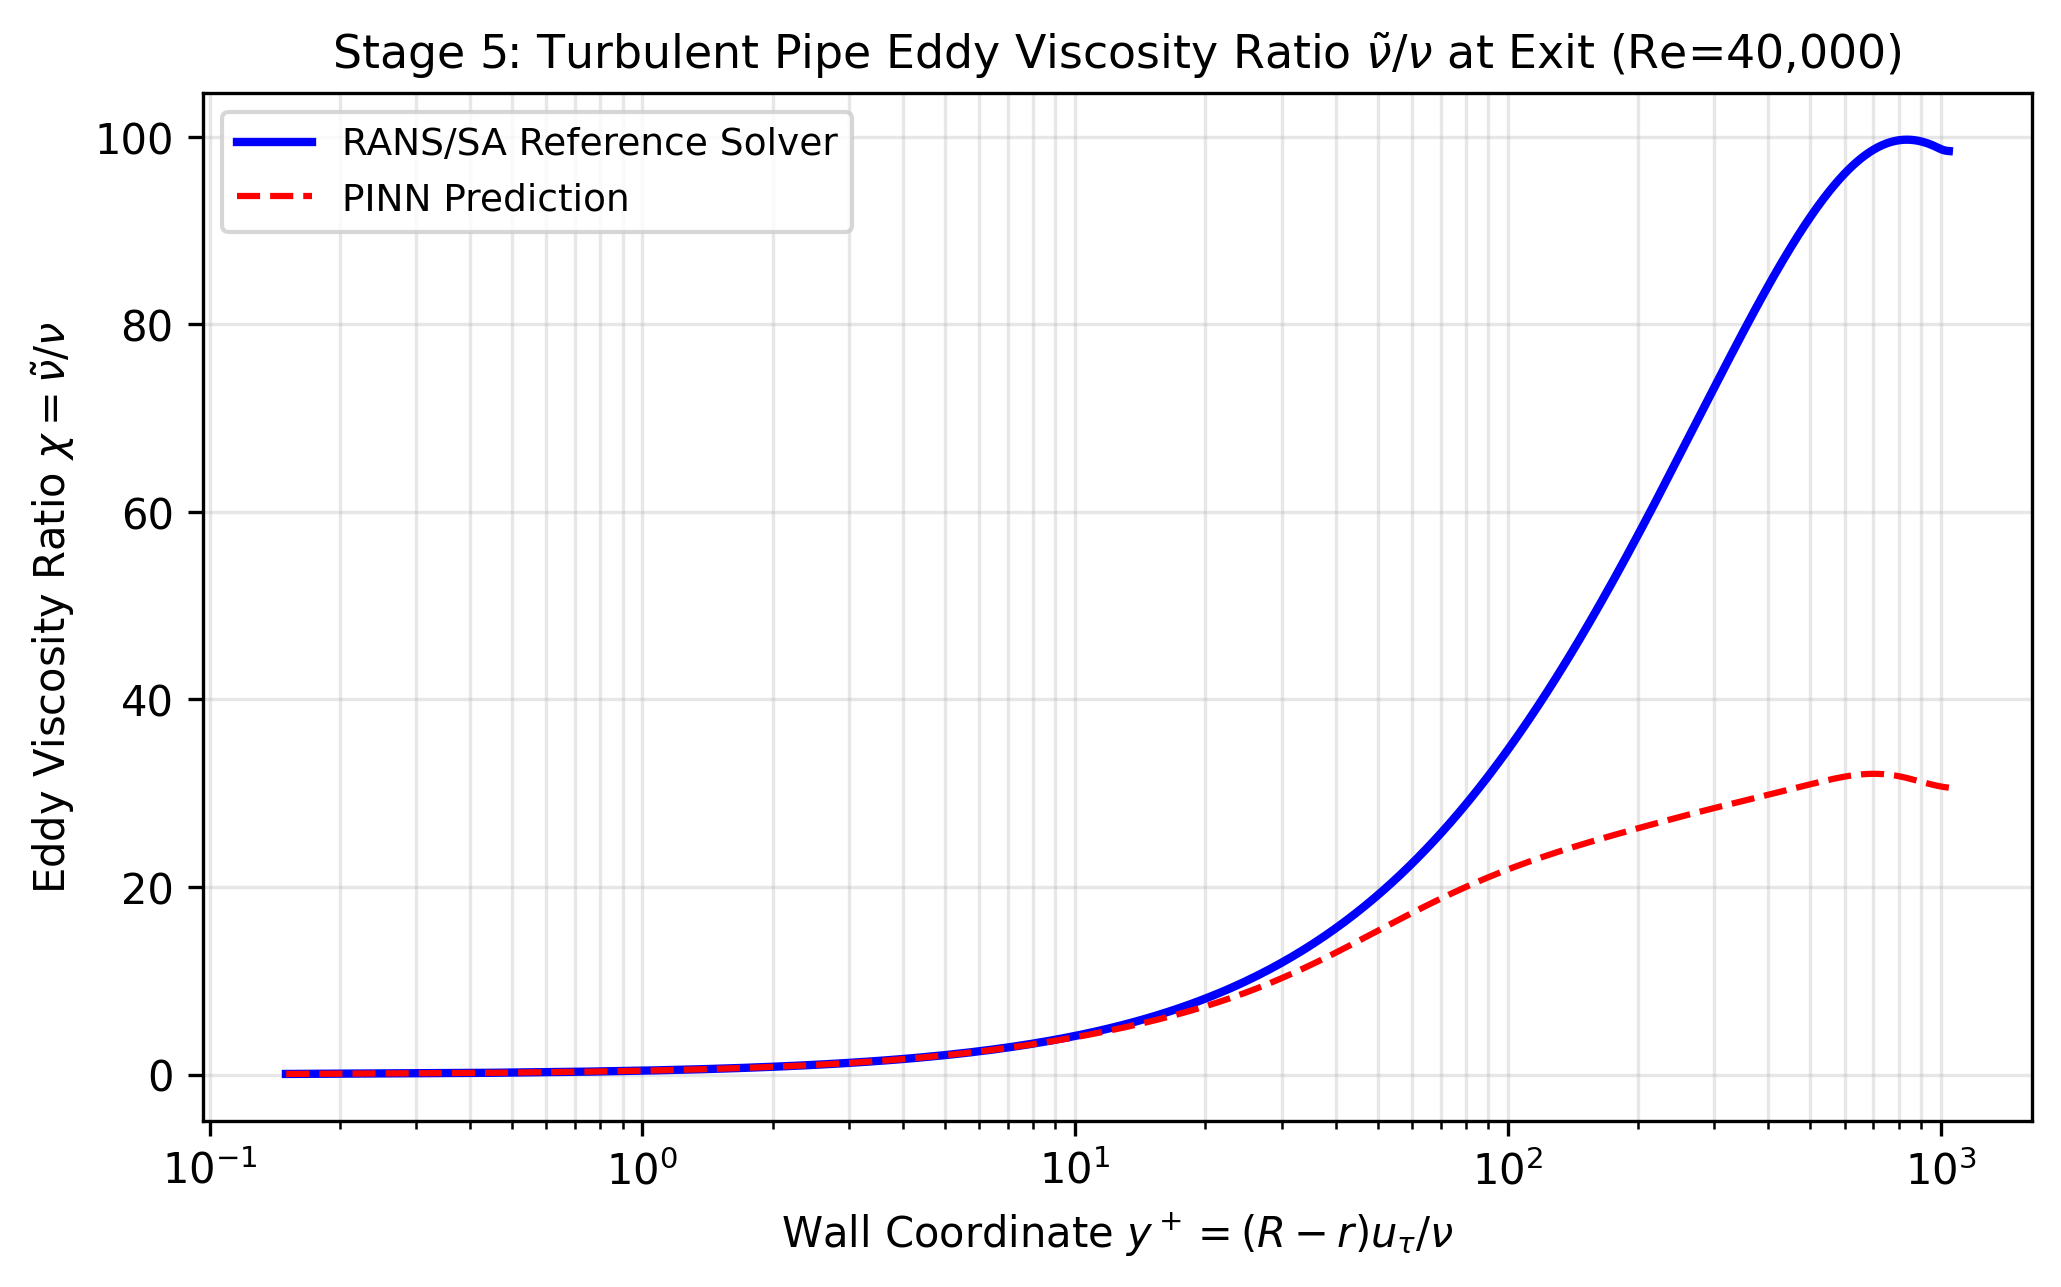 Stage 5: Turbulent Pipe Eddy Viscosity Ratio ν̃/ν at Exit (Re=40,000)
RANS/SA Reference Solver
PINN Prediction
Eddy Viscosity Ratio χ = ν̃/ν
100
80
60
40
20
0
10⁻¹ 10⁰ 10¹ 10² 10³
Wall Coordinate y⁺ = (R − r)u_τ/ν